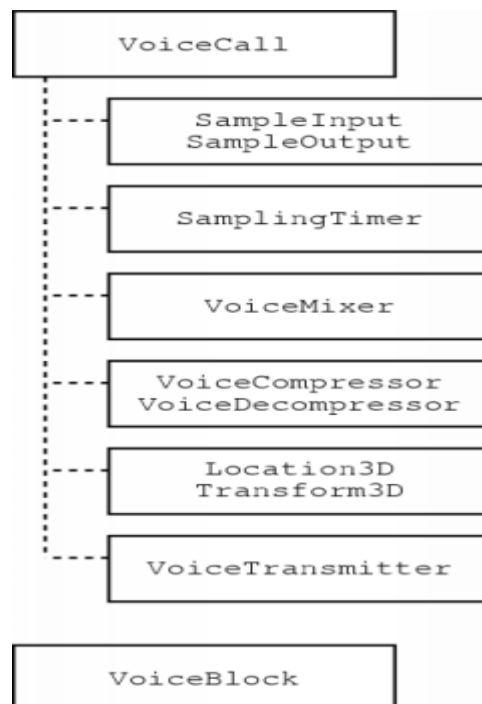 VoiceCall
SampleInput
SampleOutput
SamplingTimer
VoiceMixer
VoiceCompressor
VoiceDecompressor
Location3D
Transform3D
VoiceTransmitter
VoiceBlock